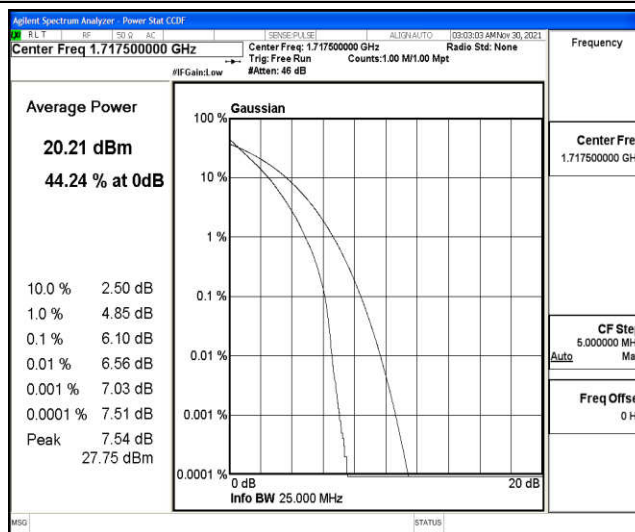 Agilent Spectrum Analyzer - Power Stat CCDF
RLT RF 50 Ω AC SENSE:PULSE ALIGNAUTO 03:03:03 AM Nov 30, 2021
Center Freq 1.717500000 GHz
Center Freq: 1.717500000 GHz Radio Std: None
Trig: Free Run Counts:1.00 M/1.00 Mpt
#IFGain:Low #Atten: 46 dB
Frequency
Average Power
20.21 dBm
44.24 % at 0dB
10.0 % 2.50 dB
1.0 % 4.85 dB
0.1 % 6.10 dB
0.01 % 6.56 dB
0.001 % 7.03 dB
0.0001 % 7.51 dB
Peak 7.54 dB
27.75 dBm
Gaussian
100 %
10 %
1 %
0.1 %
0.01 %
0.001 %
0.0001 %
0 dB 20 dB
Info BW 25.000 MHz
Center Fre
1.717500000 GH
CF Ste
5.000000 MH
Auto Ma
Freq Offse
0 H
MSG STATUS